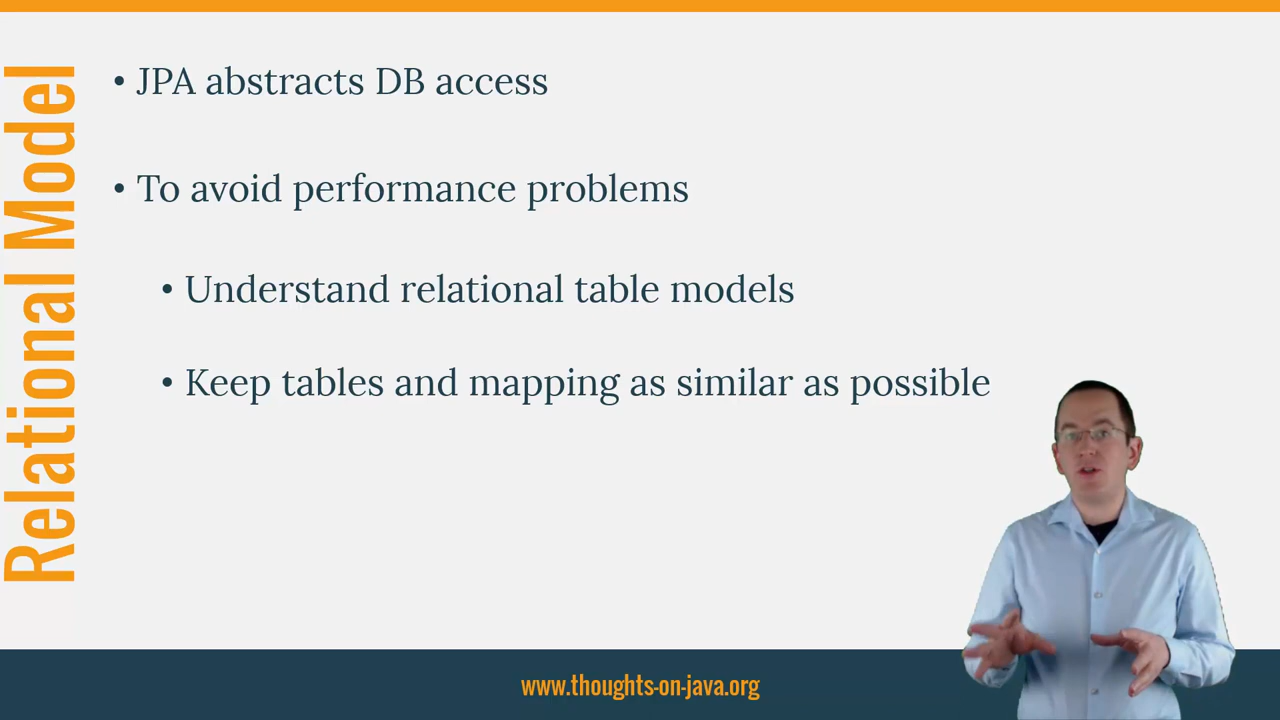 Relational Model
• JPA abstracts DB access
• To avoid performance problems
• Understand relational table models
• Keep tables and mapping as similar as possible
www.thoughts-on-java.org